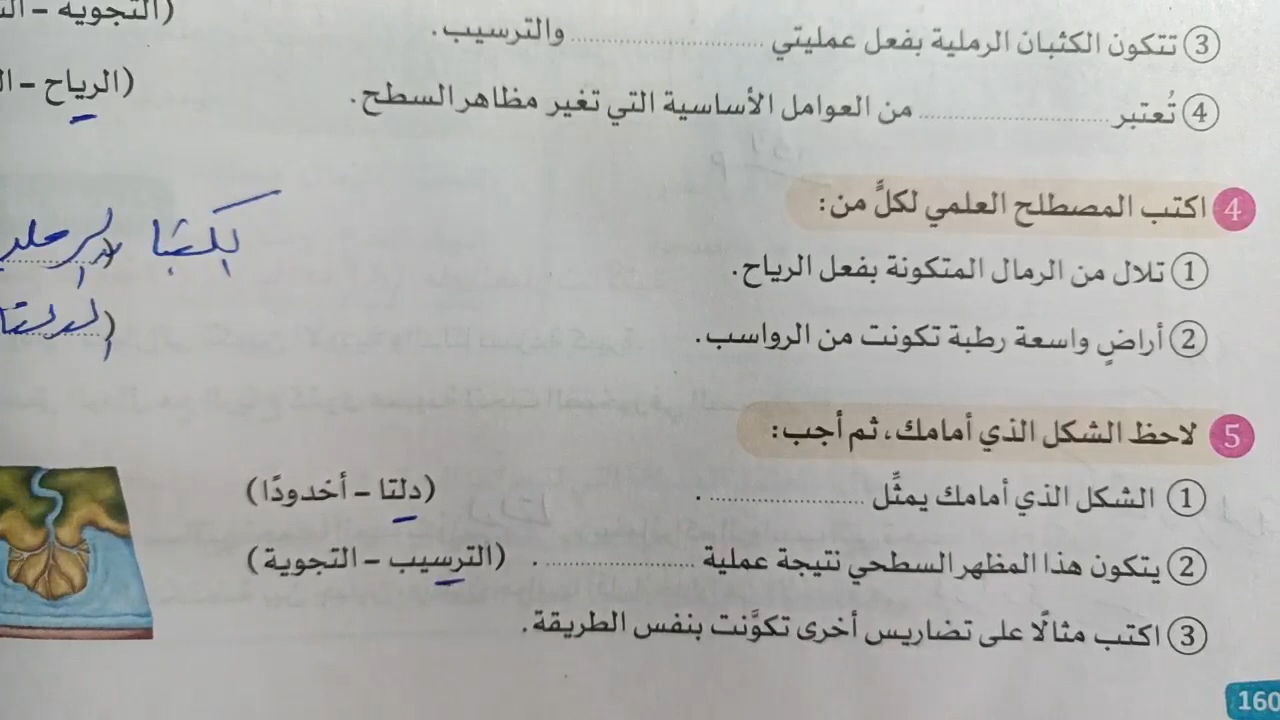 ③ تتكون الكثبان الرملية بفعل عمليتي .................... والترسيب. (التجوية –
④ تُعتبر .................... من العوامل الأساسية التي تغير مظاهر السطح. (الرياح –
4 اكتب المصطلح العلمي لكلٍّ من:
① تلال من الرمال المتكونة بفعل الرياح.
② أراضٍ واسعة رطبة تكونت من الرواسب. (الدلتا
5 لاحظ الشكل الذي أمامك، ثم أجب:
① الشكل الذي أمامك يمثِّل .................... . (دلتا – أخدودًا)
② يتكون هذا المظهر السطحي نتيجة عملية .................... . (الترسيب – التجوية)
③ اكتب مثالًا على تضاريس أخرى تكوَّنت بنفس الطريقة.
160